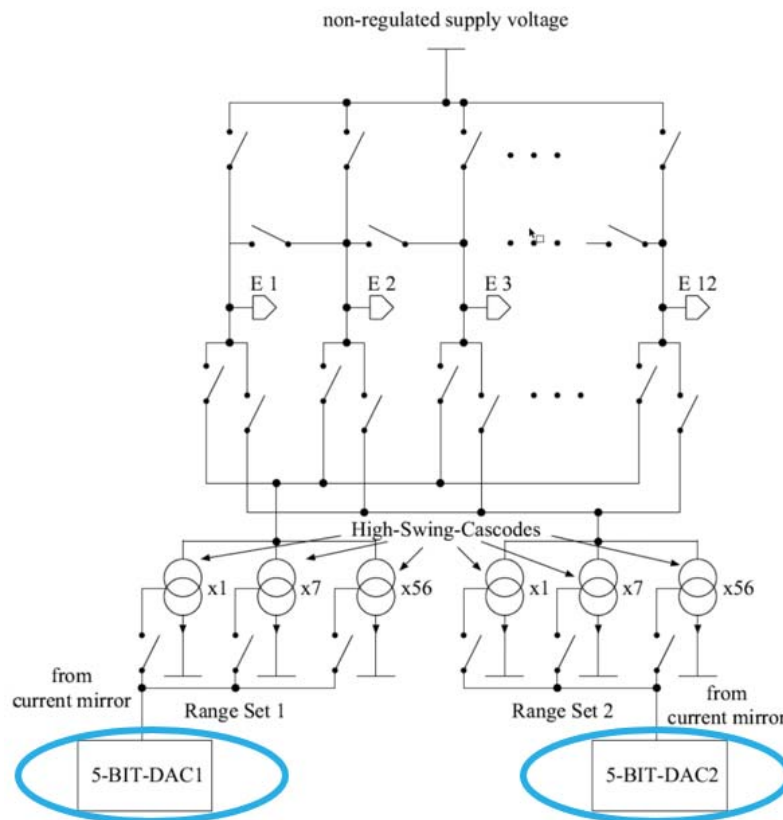 non-regulated supply voltage
E 1
E 2
E 3
E 12
High-Swing-Cascodes
x1
x7
x56
x1
x7
x56
from
current mirror
Range Set 1
Range Set 2
from
current mirror
5-BIT-DAC1
5-BIT-DAC2